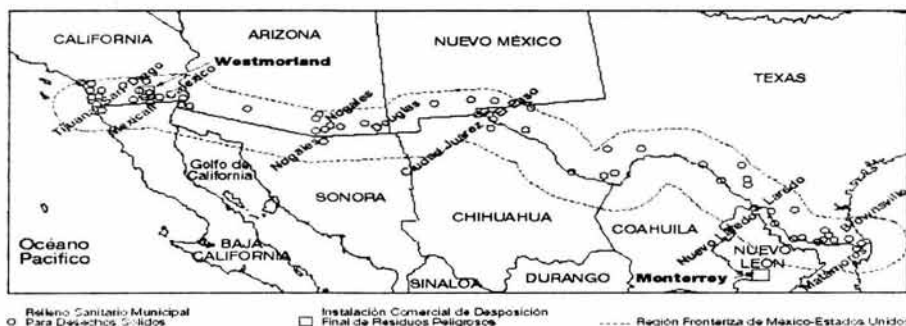 CALIFORNIA
ARIZONA
NUEVO MÉXICO
TEXAS
Westmorland
Tijuana San Diego
Mexicali Calexico
Nogales Nogales
Douglas
Ciudad Juárez El Paso
Golfo de
California
SONORA
CHIHUAHUA
COAHUILA
Nuevo Laredo Laredo
Brownsville
Matamoros
Océano
Pacífico
BAJA
CALIFORNIA
SINALOA
DURANGO
NUEVO
LEÓN
Monterrey
Relleno Sanitario Municipal
Para Desechos Sólidos
Instalación Comercial de Desposición
Final de Residuos Peligrosos
Región Fronteriza de México-Estados Unidos